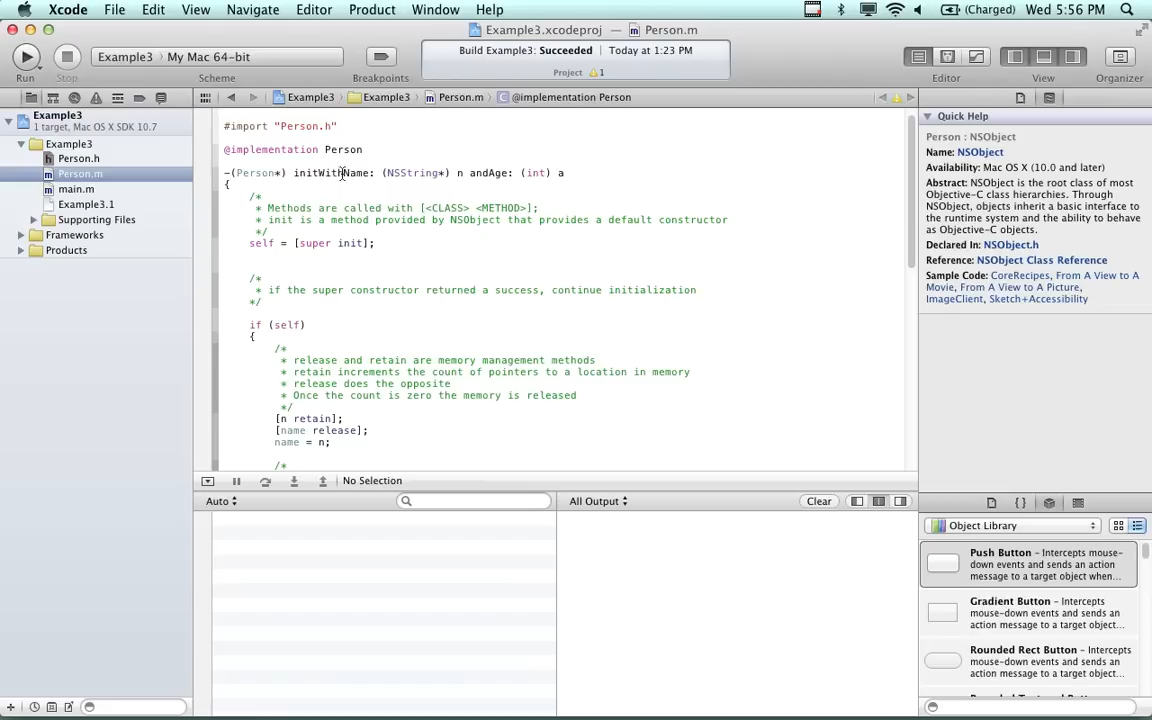 Xcode File Edit View Navigate Editor Product Window Help (Charged) Wed 5:56 PM
Example3.xcodeproj — Person.m
Example3 My Mac 64-bit
Build Example3: Succeeded | Today at 1:23 PM
Project 1
Run Stop Scheme Breakpoints Editor View Organizer
Example3 Example3 Person.m @implementation Person
Example3
1 target, Mac OS X SDK 10.7
Example3
Person.h
Person.m
main.m
Example3.1
Supporting Files
Frameworks
Products
#import "Person.h"
@implementation Person
-(Person*) initWithName: (NSString*) n andAge: (int) a
{
/*
* Methods are called with [<CLASS> <METHOD>];
* init is a method provided by NSObject that provides a default constructor
*/
self = [super init];
/*
* if the super constructor returned a success, continue initialization
*/
if (self)
{
/*
* release and retain are memory management methods
* retain increments the count of pointers to a location in memory
* release does the opposite
* Once the count is zero the memory is released
*/
[n retain];
[name release];
name = n;
/*
No Selection
Auto
All Output
Clear
Quick Help
Person : NSObject
Name: NSObject
Availability: Mac OS X (10.0 and later)
Abstract: NSObject is the root class of most
Objective-C class hierarchies. Through
NSObject, objects inherit a basic interface to
the runtime system and the ability to behave
as Objective-C objects.
Declared In: NSObject.h
Reference: NSObject Class Reference
Sample Code: CoreRecipes, From A View to A
Movie, From A View to A Picture,
ImageClient, Sketch+Accessibility
{ }
Object Library
Push Button – Intercepts mouse-
down events and sends an action
message to a target object when...
Gradient Button – Intercepts
mouse-down events and sends an
action message to a target object...
Rounded Rect Button – Intercepts
mouse-down events and sends an
action message to a target object...